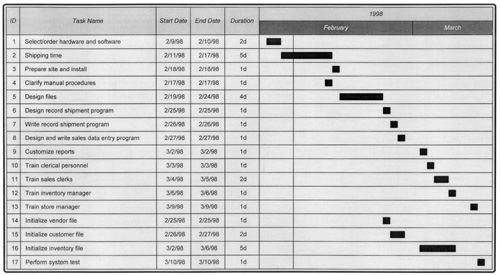 1998
ID Task Name Start Date End Date Duration February March
1 Select/order hardware and software 2/9/98 2/10/98 2d
2 Shipping time 2/11/98 2/17/98 5d
3 Prepare site and install 2/18/98 2/18/98 1d
4 Clarify manual procedures 2/17/98 2/17/98 1d
5 Design files 2/19/98 2/24/98 4d
6 Design record shipment program 2/25/98 2/25/98 1d
7 Write record shipment program 2/26/98 2/26/98 1d
8 Design and write sales data entry program 2/27/98 2/27/98 1d
9 Customize reports 3/2/98 3/2/98 1d
10 Train clerical personnel 3/3/98 3/3/98 1d
11 Train sales clerks 3/4/98 3/5/98 2d
12 Train inventory manager 3/6/98 3/6/98 1d
13 Train store manager 3/9/98 3/9/98 1d
14 Initialize vendor file 2/25/98 2/25/98 1d
15 Initialize customer file 2/26/98 2/27/98 2d
16 Initialize inventory file 3/2/98 3/6/98 5d
17 Perform system test 3/10/98 3/10/98 1d